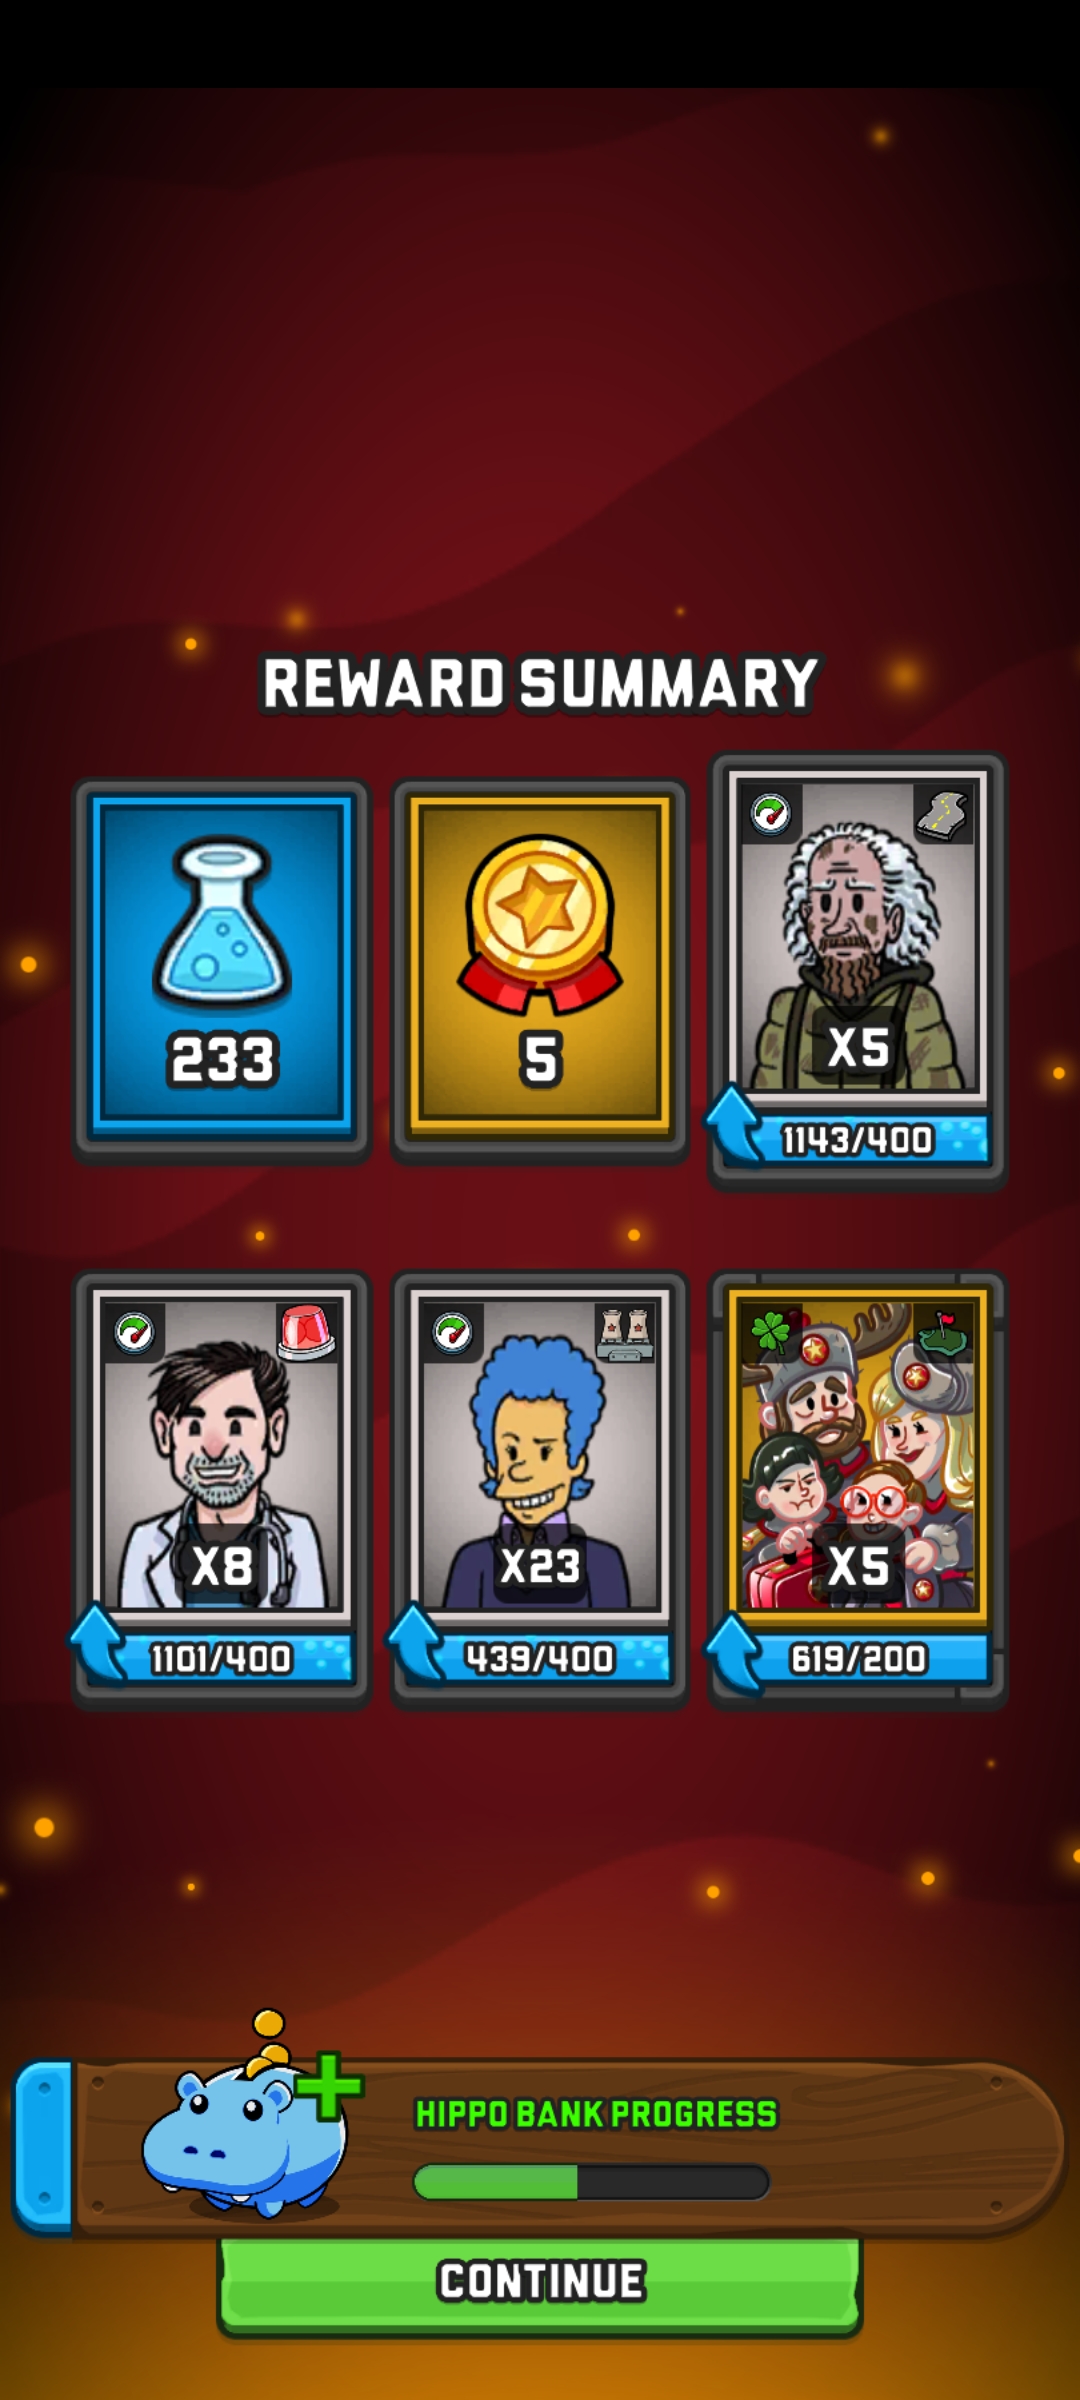 REWARD SUMMARY
233
5
X5
1143/400
X8
1101/400
X23
439/400
X5
619/200
HIPPO BANK PROGRESS
CONTINUE